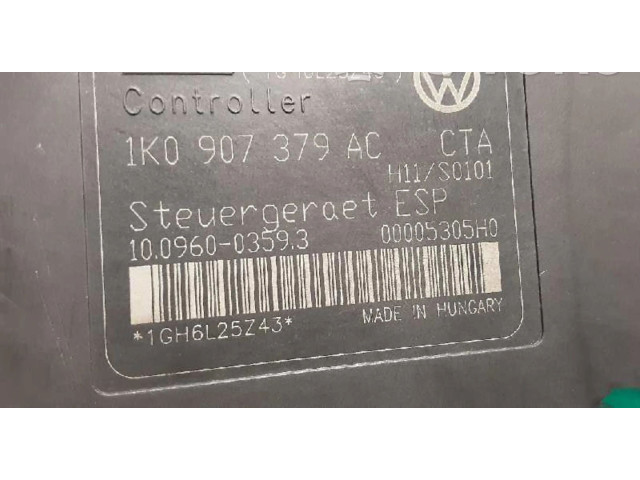 Controller
1K0 907 379 AC CTA
H11/S0101
Steuergeraet ESP
10.0960-0359.3 00005305H0
*1GH6L25Z43* MADE IN HUNGARY